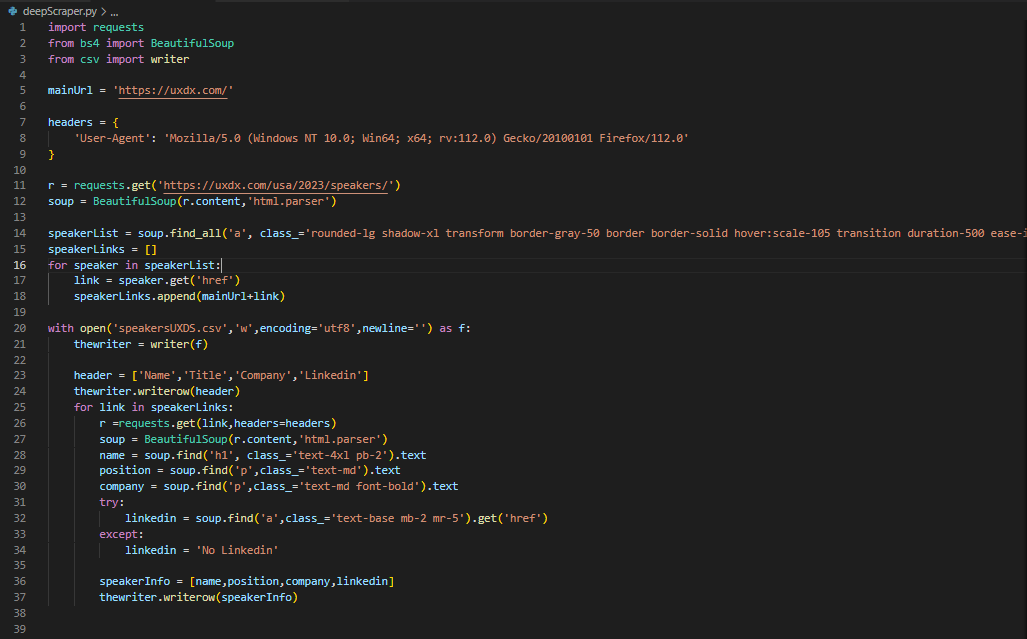 deepScraper.py > ...
1 import requests
2 from bs4 import BeautifulSoup
3 from csv import writer
4
5 mainUrl = 'https://uxdx.com/'
6
7 headers = {
8     'User-Agent': 'Mozilla/5.0 (Windows NT 10.0; Win64; x64; rv:112.0) Gecko/20100101 Firefox/112.0'
9 }
10
11 r = requests.get('https://uxdx.com/usa/2023/speakers/')
12 soup = BeautifulSoup(r.content,'html.parser')
13
14 speakerList = soup.find_all('a', class_='rounded-lg shadow-xl transform border-gray-50 border border-solid hover:scale-105 transition duration-500 ease-i
15 speakerLinks = []
16 for speaker in speakerList:
17     link = speaker.get('href')
18     speakerLinks.append(mainUrl+link)
19
20 with open('speakersUXDS.csv','w',encoding='utf8',newline='') as f:
21     thewriter = writer(f)
22
23     header = ['Name','Title','Company','Linkedin']
24     thewriter.writerow(header)
25     for link in speakerLinks:
26         r =requests.get(link,headers=headers)
27         soup = BeautifulSoup(r.content,'html.parser')
28         name = soup.find('h1', class_='text-4xl pb-2').text
29         position = soup.find('p',class_='text-md').text
30         company = soup.find('p',class_='text-md font-bold').text
31         try:
32             linkedin = soup.find('a',class_='text-base mb-2 mr-5').get('href')
33         except:
34             linkedin = 'No Linkedin'
35
36         speakerInfo = [name,position,company,linkedin]
37         thewriter.writerow(speakerInfo)
38
39